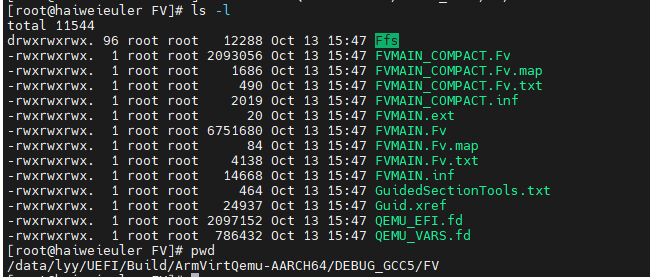 [root@haiweieuler FV]# ls -l
total 11544
drwxrwxrwx. 96 root root   12288 Oct 13 15:47 Ffs
-rwxrwxrwx.  1 root root 2093056 Oct 13 15:47 FVMAIN_COMPACT.Fv
-rwxrwxrwx.  1 root root    1686 Oct 13 15:47 FVMAIN_COMPACT.Fv.map
-rwxrwxrwx.  1 root root     490 Oct 13 15:47 FVMAIN_COMPACT.Fv.txt
-rwxrwxrwx.  1 root root    2019 Oct 13 15:47 FVMAIN_COMPACT.inf
-rwxrwxrwx.  1 root root      20 Oct 13 15:47 FVMAIN.ext
-rwxrwxrwx.  1 root root 6751680 Oct 13 15:47 FVMAIN.Fv
-rwxrwxrwx.  1 root root      84 Oct 13 15:47 FVMAIN.Fv.map
-rwxrwxrwx.  1 root root    4138 Oct 13 15:47 FVMAIN.Fv.txt
-rwxrwxrwx.  1 root root   14668 Oct 13 15:47 FVMAIN.inf
-rwxrwxrwx.  1 root root     464 Oct 13 15:47 GuidedSectionTools.txt
-rwxrwxrwx.  1 root root   24937 Oct 13 15:47 Guid.xref
-rwxrwxrwx.  1 root root 2097152 Oct 13 15:47 QEMU_EFI.fd
-rwxrwxrwx.  1 root root  786432 Oct 13 15:47 QEMU_VARS.fd
[root@haiweieuler FV]# pwd
/data/lyy/UEFI/Build/ArmVirtQemu-AARCH64/DEBUG_GCC5/FV